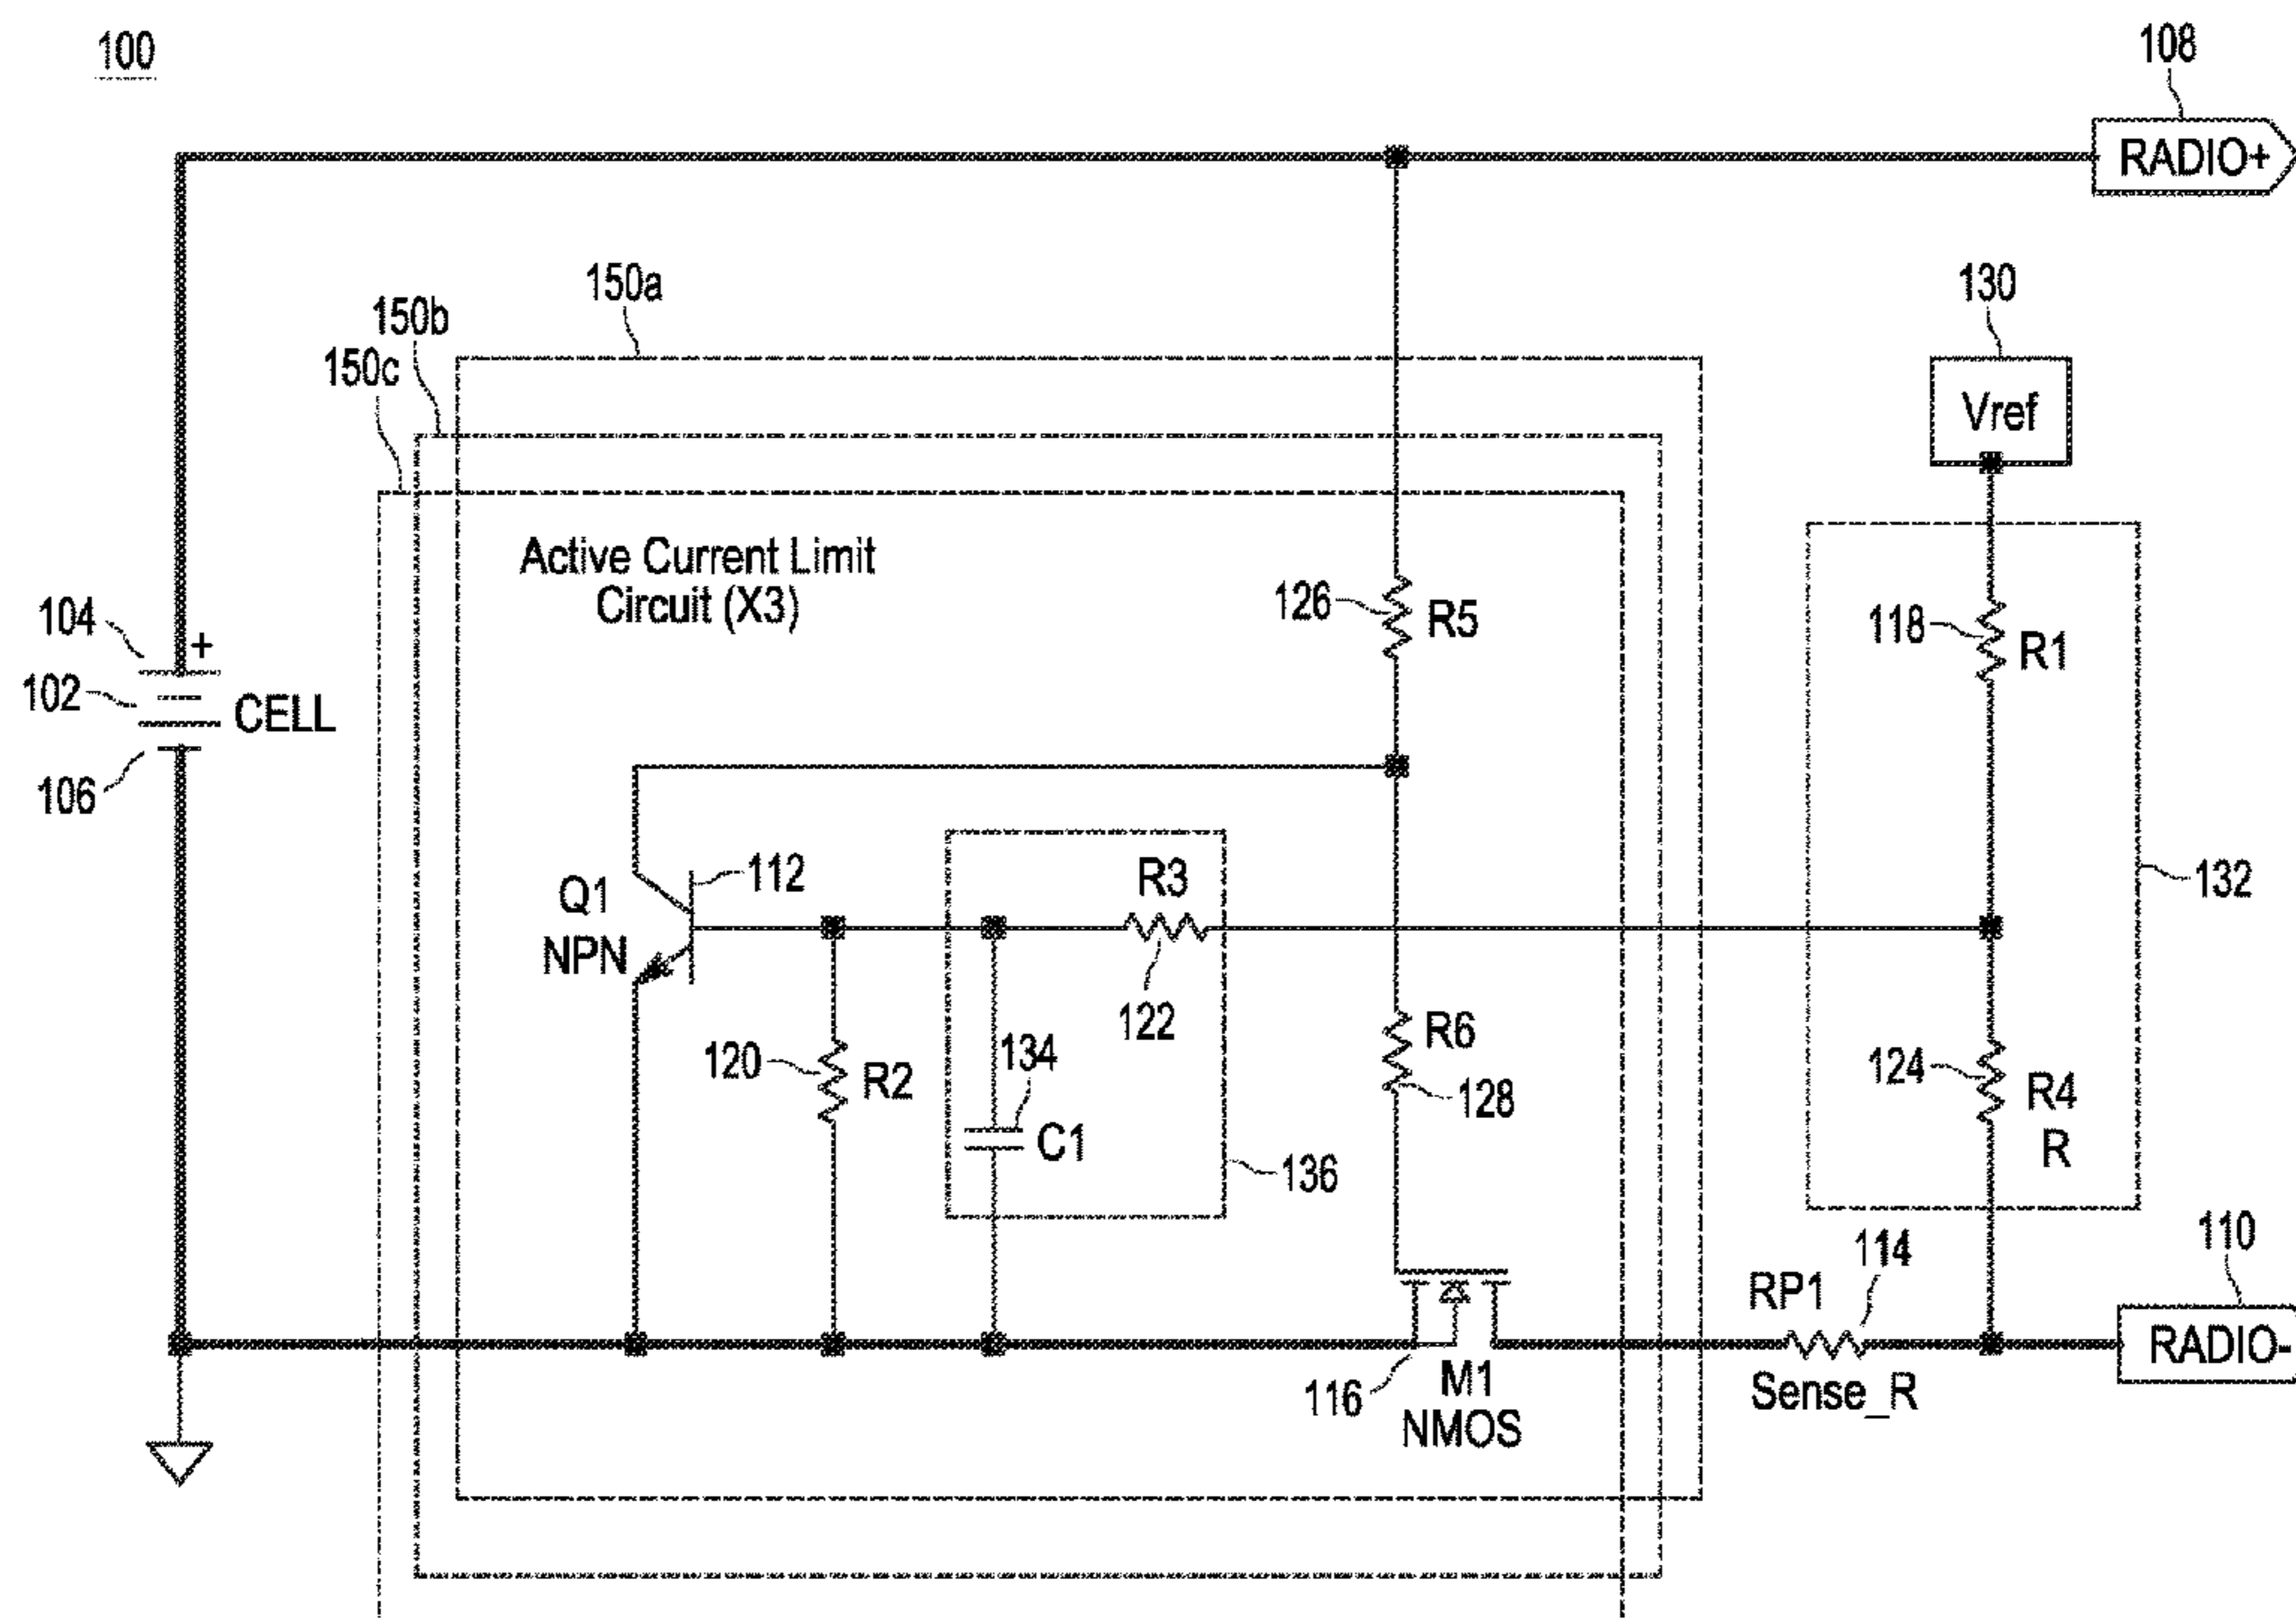 100
108
RADIO+
150a
150b
150c
130
Vref
Active Current Limit
Circuit (X3)
126
R5
118
R1
104
+
102
CELL
106
Q1
NPN
112
R3
122
132
120
R2
134
C1
136
R6
128
124
R4
R
110
RADIO-
114
RP1
Sense_R
116
M1
NMOS